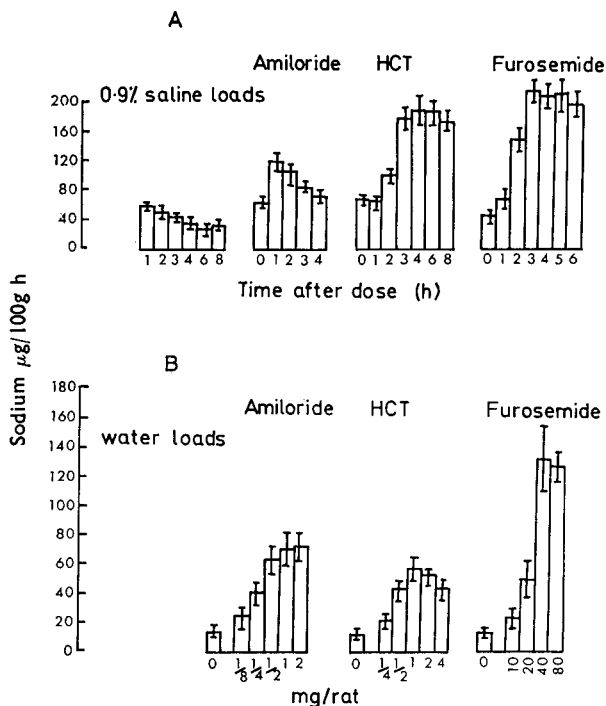 A
Amiloride HCT Furosemide
0·9% saline loads
200
160
120
80
40
0
1 2 3 4 6 8 0 1 2 3 4 0 1 2 3 4 6 8 0 1 2 3 4 5 6
Time after dose (h)
Sodium µg/100g h
B
Amiloride HCT Furosemide
water loads
180
160
140
120
100
80
60
40
20
0
0 1/8 1/4 1/2 1 2 0 1/4 1/2 1 2 4 0 10 20 40 80
mg/rat